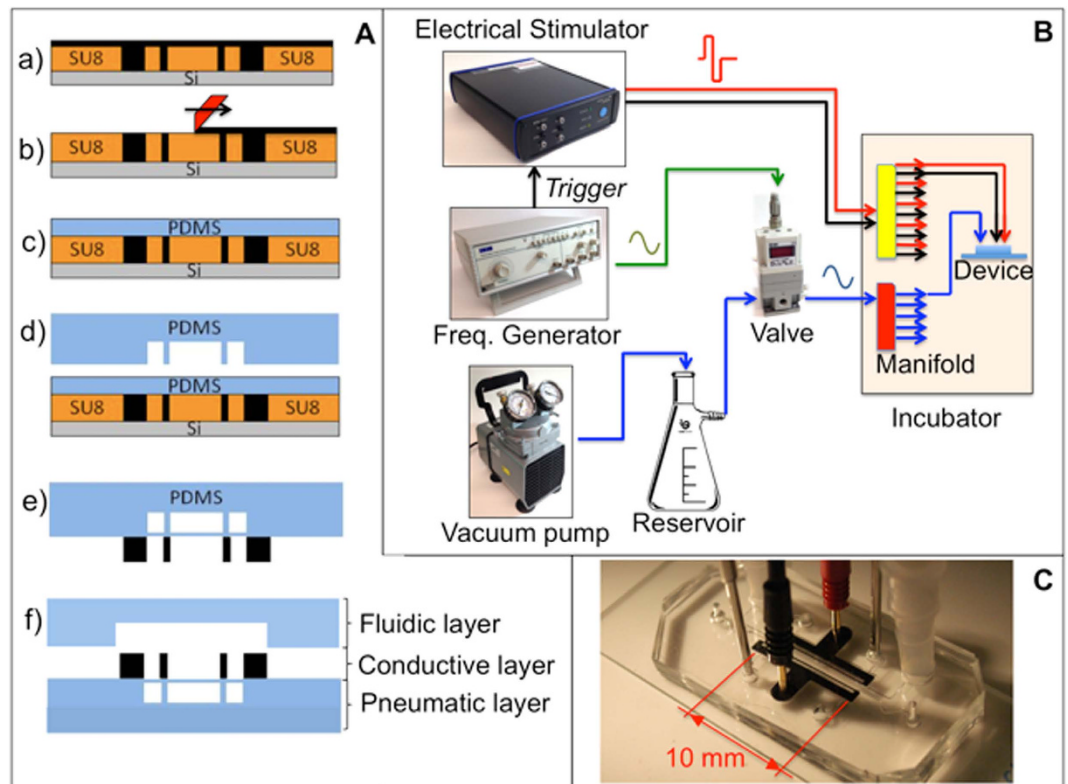 A
a)
SU8
SU8
Si
b)
SU8
SU8
Si
c)
PDMS
SU8
SU8
Si
d)
PDMS
PDMS
SU8
SU8
Si
e)
PDMS
f)
Fluidic layer
Conductive layer
Pneumatic layer
B
Electrical Stimulator
Trigger
Freq. Generator
Valve
Vacuum pump
Reservoir
Device
Manifold
Incubator
C
10 mm